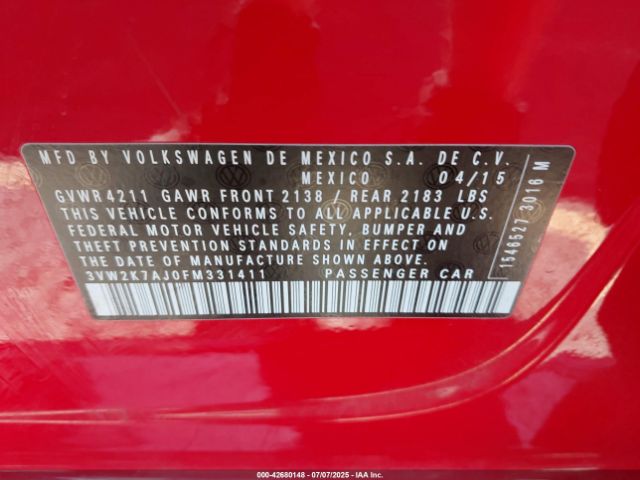 MFD BY VOLKSWAGEN DE MEXICO S.A. DE C.V.
MEXICO 04/15
GVWR 4211 GAWR FRONT 2138 / REAR 2183 LBS
THIS VEHICLE CONFORMS TO ALL APPLICABLE U.S.
FEDERAL MOTOR VEHICLE SAFETY, BUMPER AND
THEFT PREVENTION STANDARDS IN EFFECT ON THE
DATE OF MANUFACTURE SHOWN ABOVE.
3VW2K7AJ0FM331411 PASSENGER CAR
1546527 3016 M
000-42680148 - 07/07/2025 - IAA Inc.